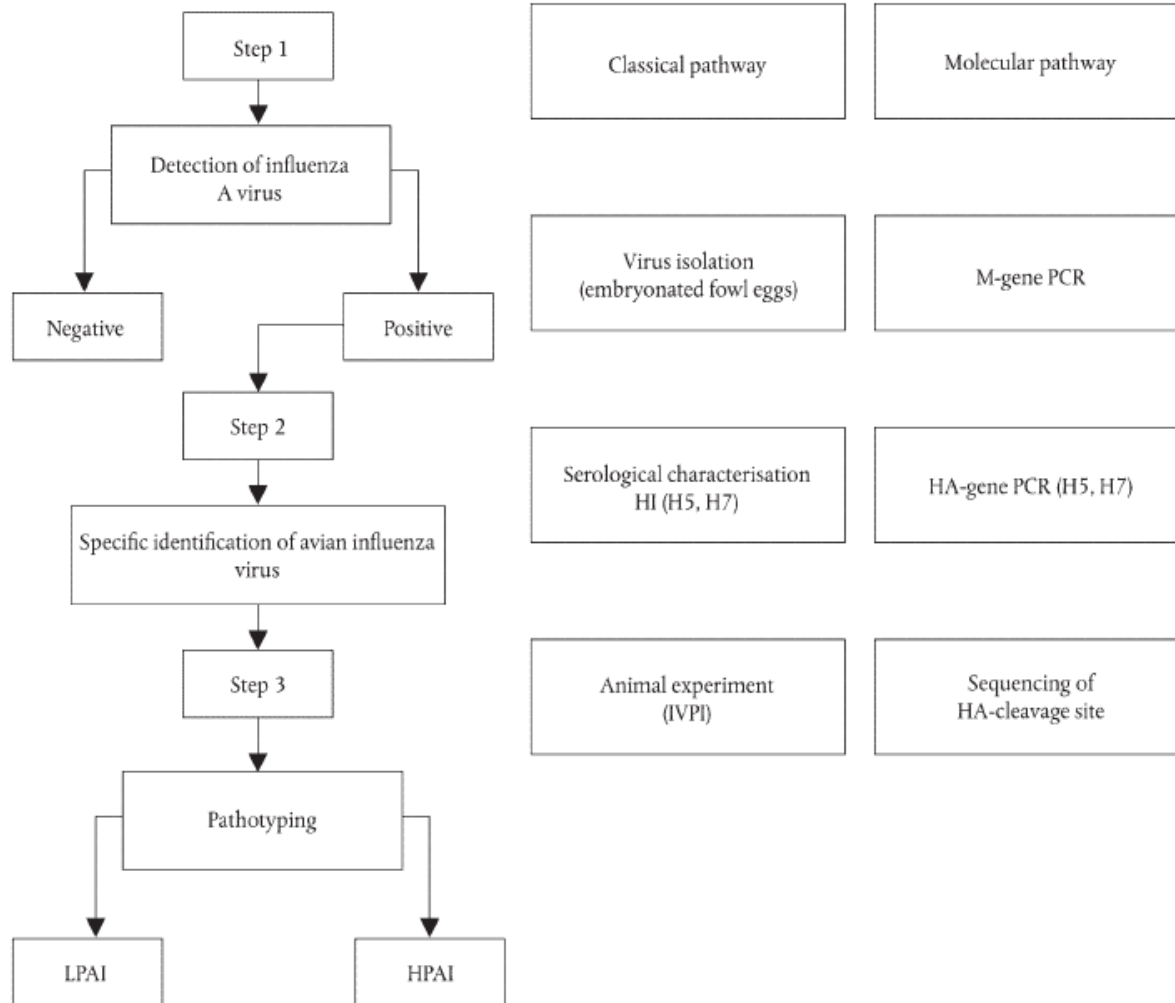 Step 1
Classical pathway
Molecular pathway
Detection of influenza
A virus
Negative
Positive
Virus isolation
(embryonated fowl eggs)
M-gene PCR
Step 2
Specific identification of avian influenza
virus
Serological characterisation
HI (H5, H7)
HA-gene PCR (H5, H7)
Step 3
Animal experiment
(IVPI)
Sequencing of
HA-cleavage site
Pathotyping
LPAI
HPAI